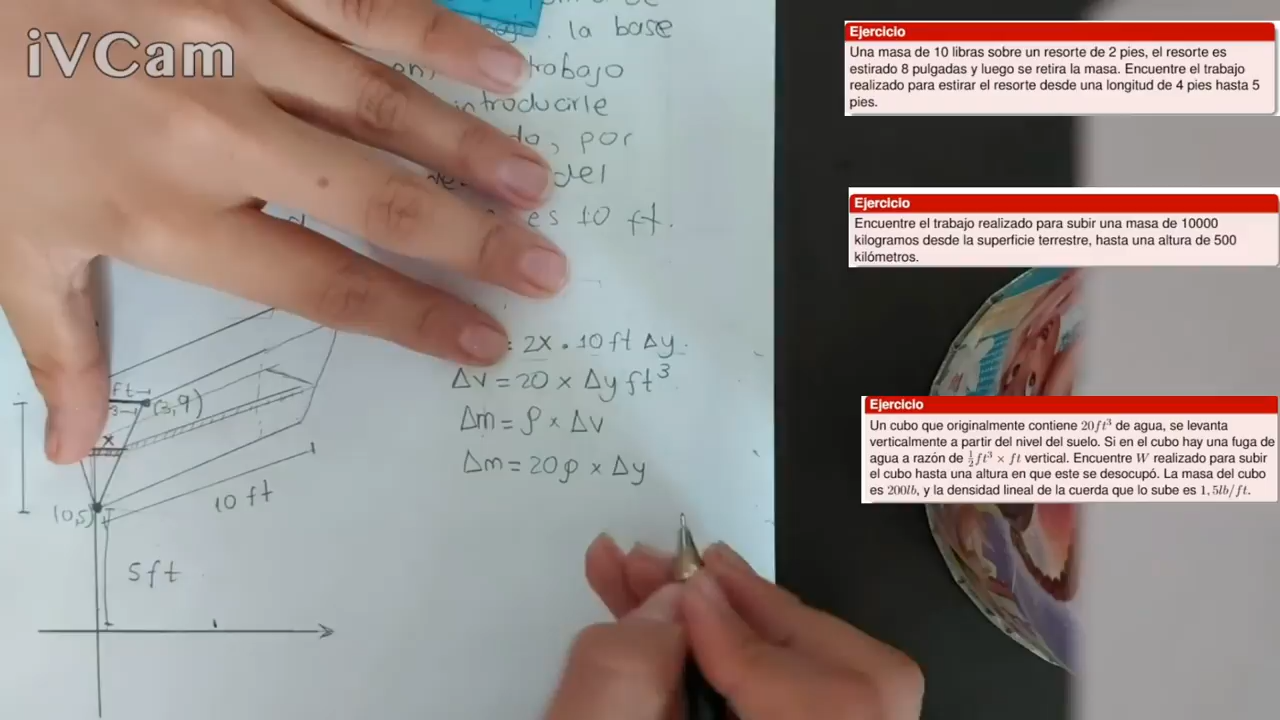 iVCam
la base
trabajo
introducirle
por
del
es 10 ft.
= 2x · 10 ft Δy
ΔV = 20 x Δy ft³
Δm = ρ x ΔV
Δm = 20ρ x Δy
ft
(3,9)
3
x
10 ft
5 ft
Ejercicio
Una masa de 10 libras sobre un resorte de 2 pies, el resorte es
estirado 8 pulgadas y luego se retira la masa. Encuentre el trabajo
realizado para estirar el resorte desde una longitud de 4 pies hasta 5
pies.
Ejercicio
Encuentre el trabajo realizado para subir una masa de 10000
kilogramos desde la superficie terrestre, hasta una altura de 500
kilómetros.
Ejercicio
Un cubo que originalmente contiene 20ft³ de agua, se levanta
verticalmente a partir del nivel del suelo. Si en el cubo hay una fuga de
agua a razón de ½ft³ × ft vertical. Encuentre W realizado para subir
el cubo hasta una altura en que este se desocupó. La masa del cubo
es 200lb, y la densidad lineal de la cuerda que lo sube es 1,5lb/ft.